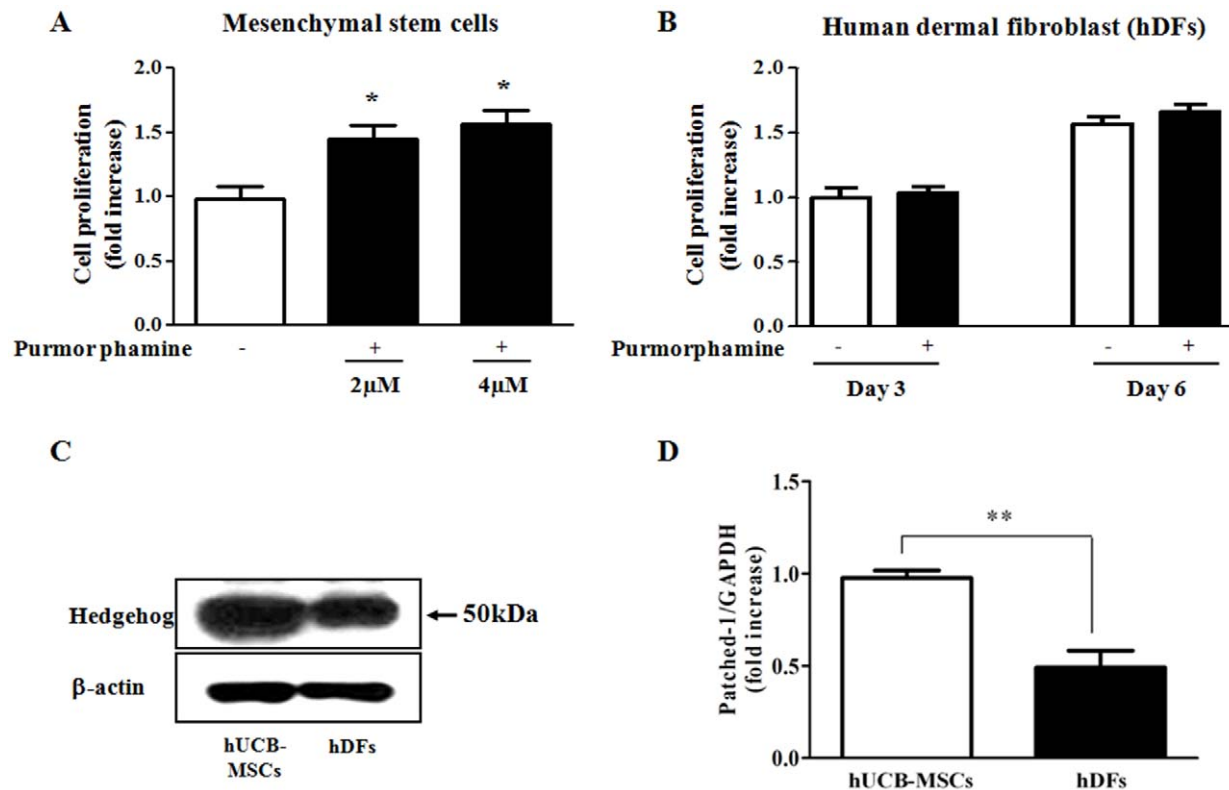 A
Mesenchymal stem cells
Cell proliferation
(fold increase)
2.0
1.5
1.0
0.5
0.0
*
*
Purmorphamine - + +
2μM 4μM
B
Human dermal fibroblast (hDFs)
Cell proliferation
(fold increase)
2.0
1.5
1.0
0.5
0.0
Purmorphamine - + - +
Day 3 Day 6
C
Hedgehog
50kDa
β-actin
hUCB-
MSCs
hDFs
D
Patched-1/GAPDH
(fold increase)
1.5
1.0
0.5
0.0
**
hUCB-MSCs hDFs